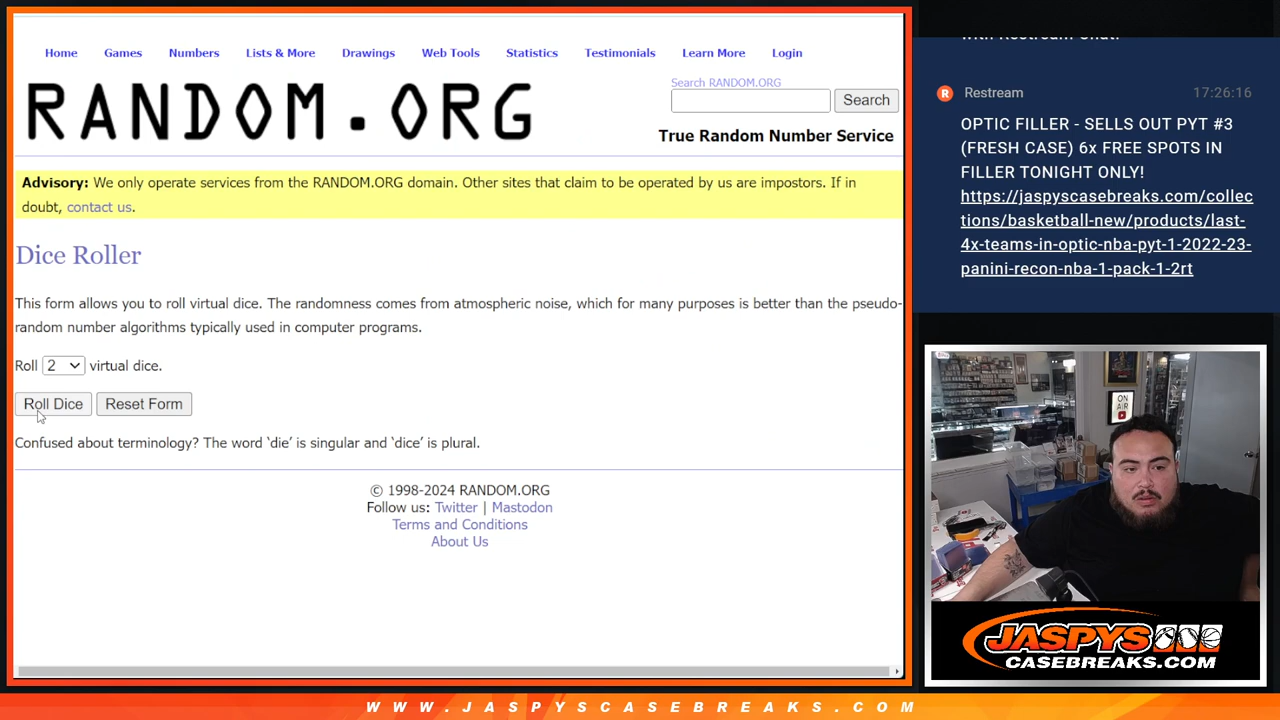 Home Games Numbers Lists & More Drawings Web Tools Statistics Testimonials Learn More Login
RANDOM.ORG
Search RANDOM.ORG
Search
True Random Number Service
Advisory: We only operate services from the RANDOM.ORG domain. Other sites that claim to be operated by us are impostors. If in
doubt, contact us.
Dice Roller
This form allows you to roll virtual dice. The randomness comes from atmospheric noise, which for many purposes is better than the pseudo-
random number algorithms typically used in computer programs.
Roll 2 virtual dice.
Roll Dice Reset Form
Confused about terminology? The word ‘die’ is singular and ‘dice’ is plural.
© 1998-2024 RANDOM.ORG
Follow us: Twitter | Mastodon
Terms and Conditions
About Us
with Restream Chat!
R Restream 17:26:16
OPTIC FILLER - SELLS OUT PYT #3
(FRESH CASE) 6x FREE SPOTS IN
FILLER TONIGHT ONLY!
https://jaspyscasebreaks.com/collec
tions/basketball-new/products/last-
4x-teams-in-optic-nba-pyt-1-2022-23-
panini-recon-nba-1-pack-1-2rt
ON
AIR
JASPYS
CASEBREAKS.COM
WWW.JASPYSCASEBREAKS.COM